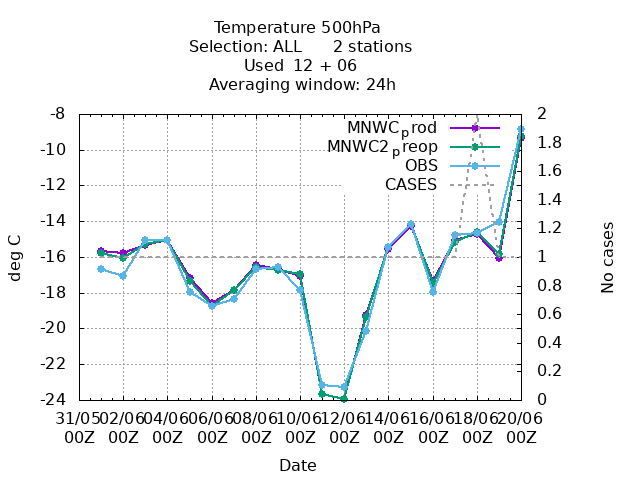 Temperature 500hPa
Selection: ALL 2 stations
Used 12 + 06
Averaging window: 24h
MNWC_prod
MNWC2_preop
OBS
CASES
-8
-10
-12
-14
-16
-18
-20
-22
-24
deg C
2
1.8
1.6
1.4
1.2
1
0.8
0.6
0.4
0.2
0
No cases
31/05 02/06 04/06 06/06 08/06 10/06 12/06 14/06 16/06 18/06 20/06
00Z 00Z 00Z 00Z 00Z 00Z 00Z 00Z 00Z 00Z 00Z
Date